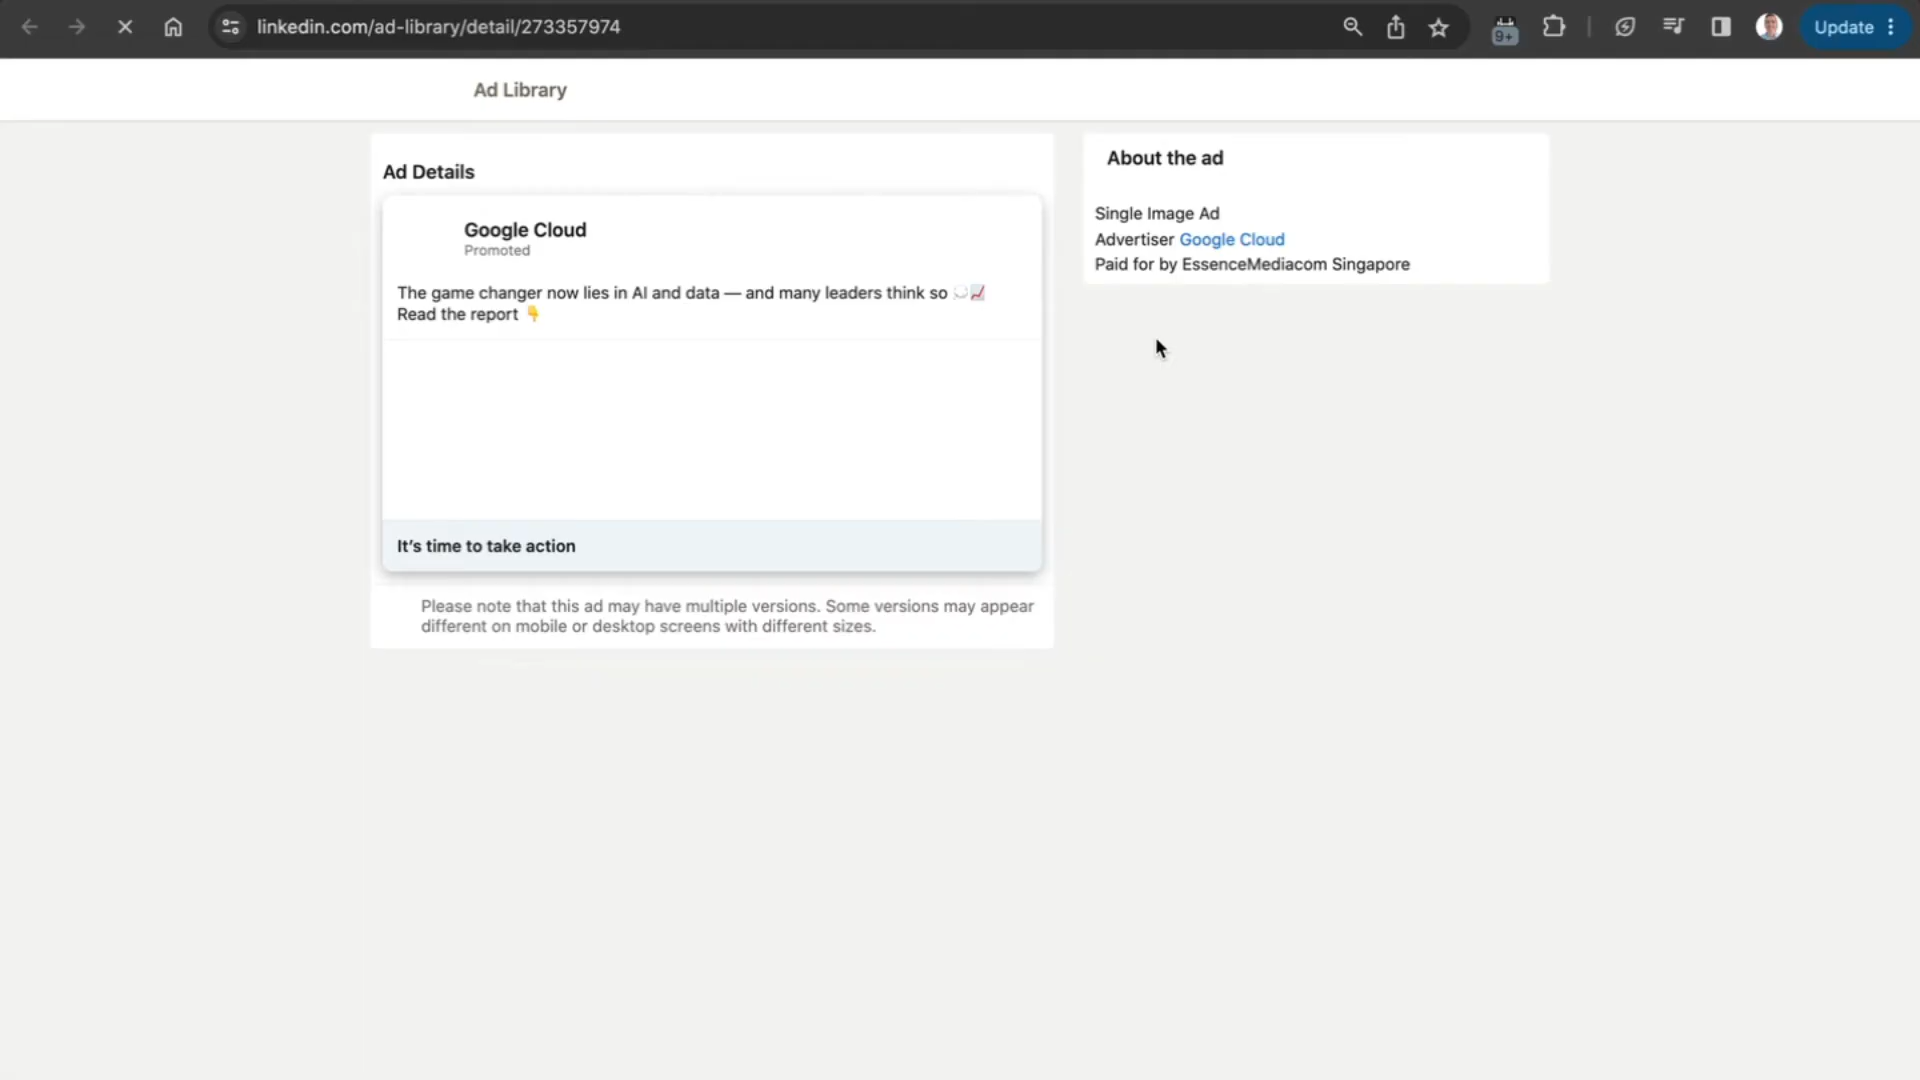 linkedin.com/ad-library/detail/273357974
9+
Update
Ad Library
Ad Details
Google Cloud
Promoted
The game changer now lies in AI and data — and many leaders think so 💭📈
Read the report 👇
It’s time to take action
Please note that this ad may have multiple versions. Some versions may appear
different on mobile or desktop screens with different sizes.
About the ad
Single Image Ad
Advertiser Google Cloud
Paid for by EssenceMediacom Singapore